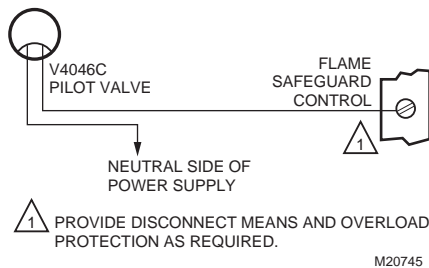 V4046C
PILOT VALVE
FLAME
SAFEGUARD
CONTROL
1
NEUTRAL SIDE OF
POWER SUPPLY
1 PROVIDE DISCONNECT MEANS AND OVERLOAD
PROTECTION AS REQUIRED.
M20745